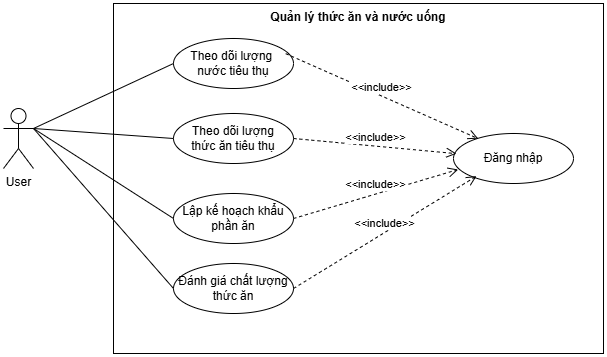 Quản lý thức ăn và nước uống
Theo dõi lượng
nước tiêu thụ
<<include>>
Theo dõi lượng
thức ăn tiêu thụ
<<include>>
Đăng nhập
User
<<include>>
Lập kế hoạch khẩu
phần ăn
<<include>>
Đánh giá chất lượng
thức ăn